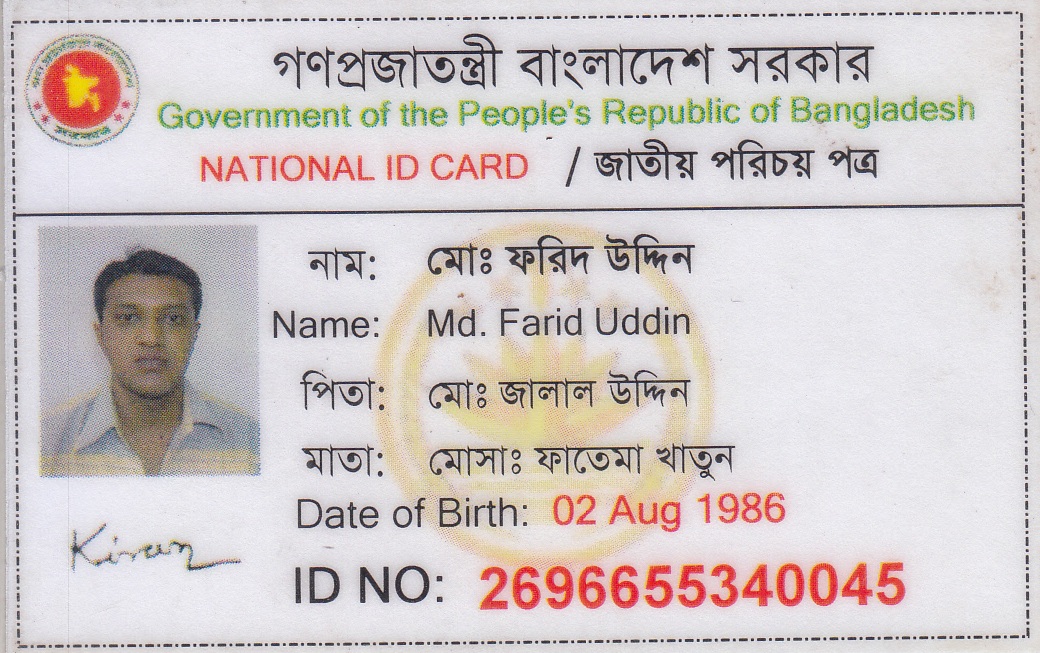 গণপ্রজাতন্ত্রী বাংলাদেশ সরকার
Government of the People's Republic of Bangladesh
NATIONAL ID CARD / জাতীয় পরিচয় পত্র
নাম: মোঃ ফরিদ উদ্দিন
Name: Md. Farid Uddin
পিতা: মোঃ জালাল উদ্দিন
মাতা: মোসাঃ ফাতেমা খাতুন
Date of Birth: 02 Aug 1986
Kiran
ID NO: 2696655340045